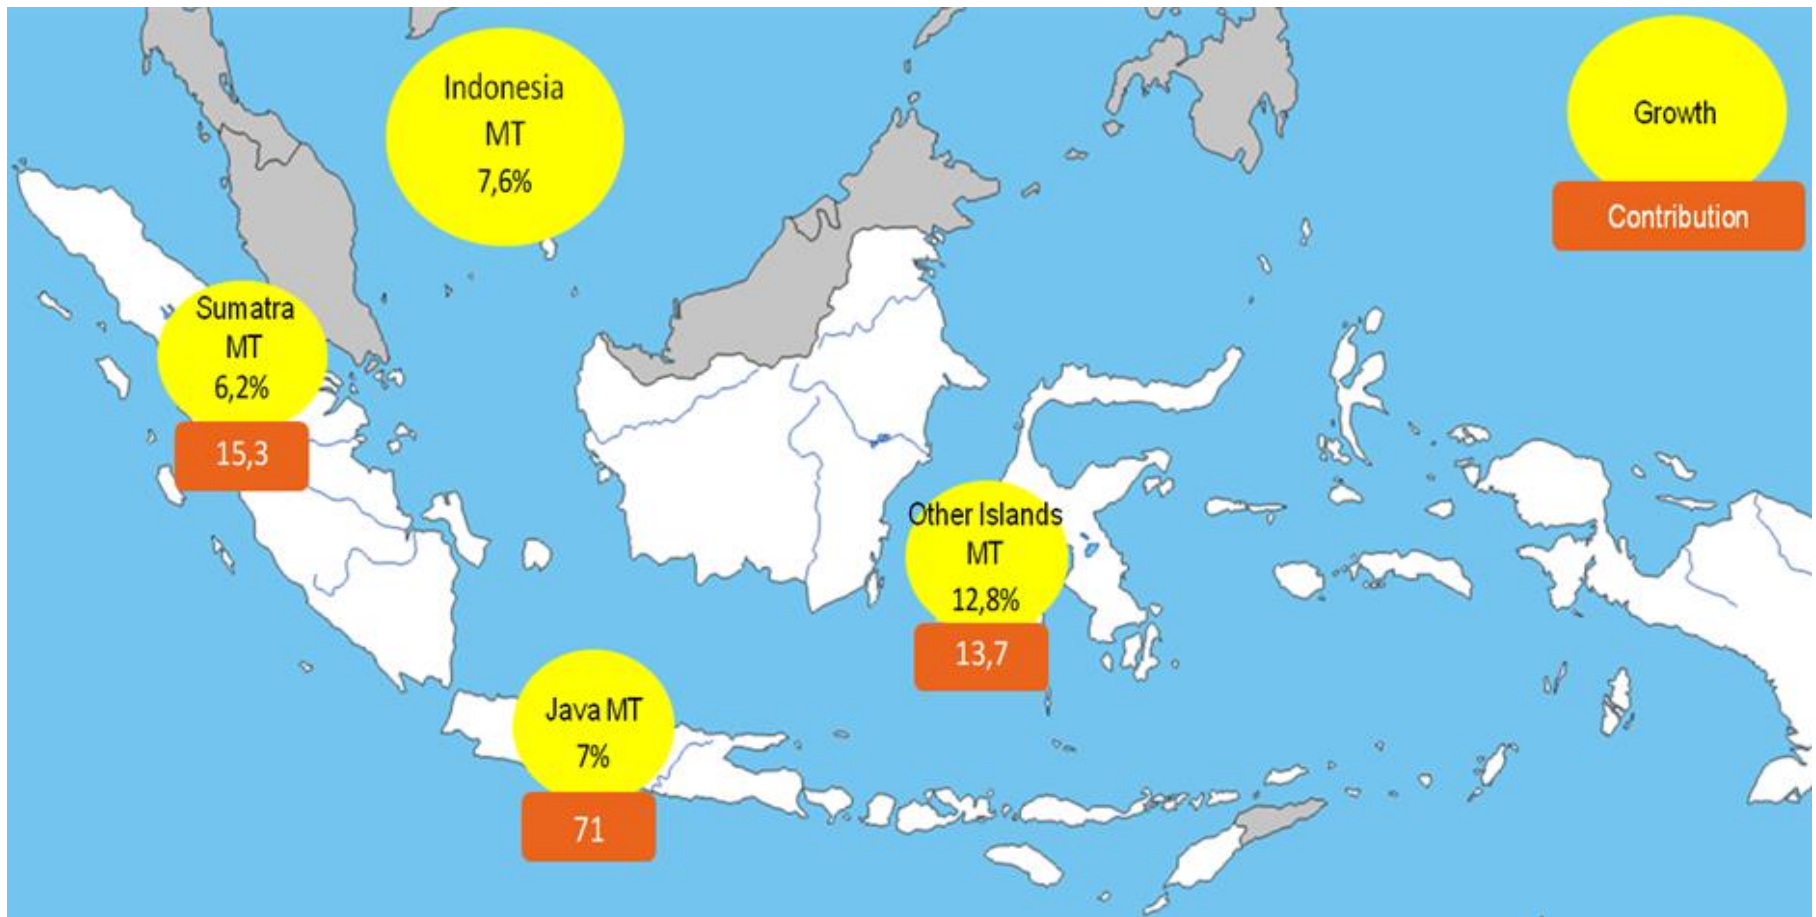 Indonesia
MT
7,6%
Growth
Contribution
Sumatra
MT
6,2%
15,3
Other Islands
MT
12,8%
13,7
Java MT
7%
71